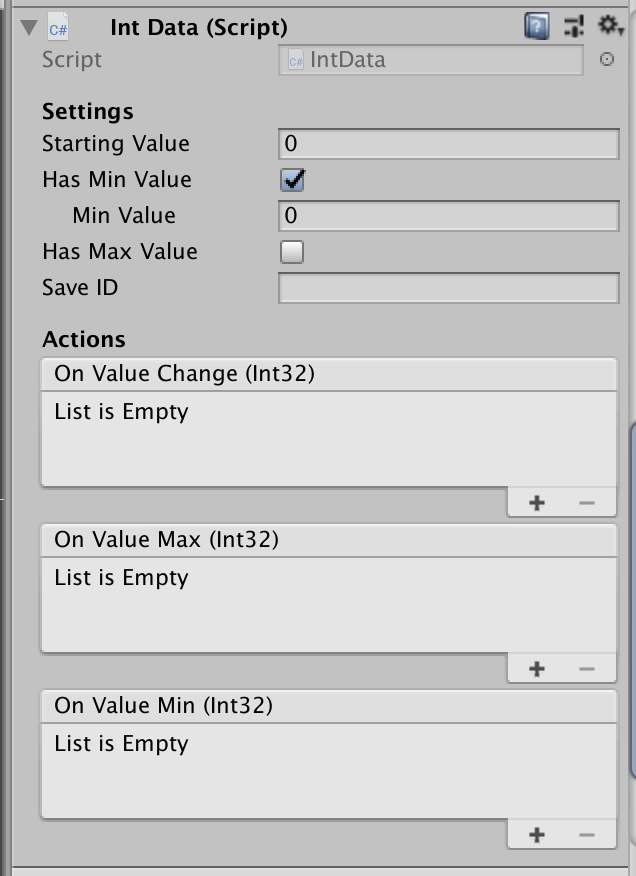 C# Int Data (Script)
Script C# IntData
Settings
Starting Value 0
Has Min Value
Min Value 0
Has Max Value
Save ID
Actions
On Value Change (Int32)
List is Empty
+ −
On Value Max (Int32)
List is Empty
+ −
On Value Min (Int32)
List is Empty
+ −